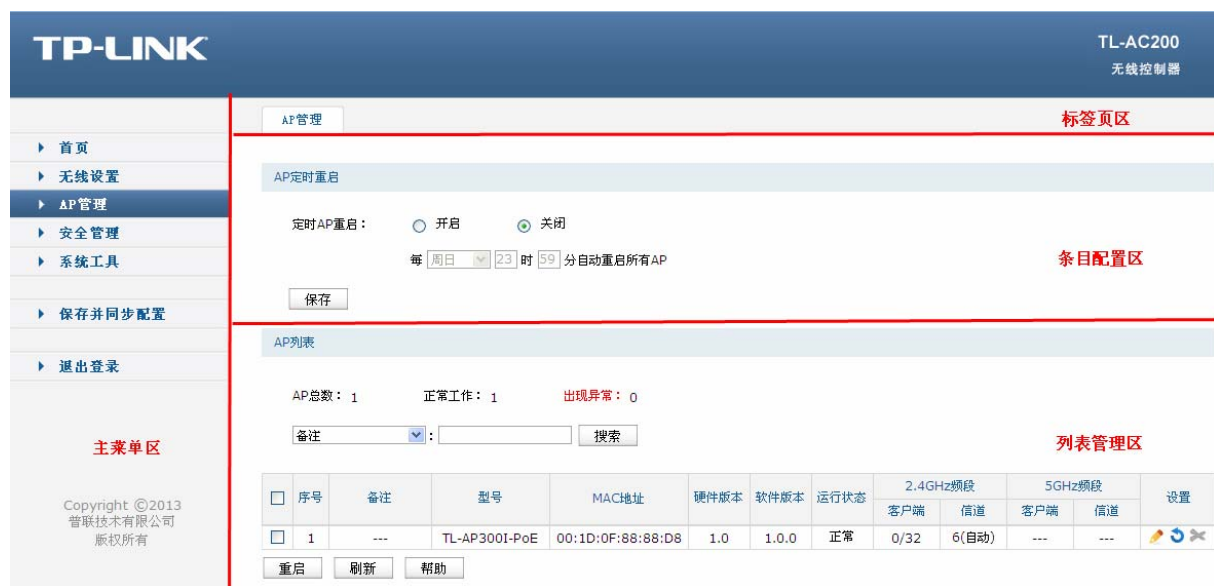 TP-LINK
TL-AC200
无线控制器
AP管理
标签页区
首页
无线设置
AP管理
安全管理
系统工具
保存并同步配置
退出登录
主菜单区
Copyright ©2013
普联技术有限公司
版权所有
AP定时重启
定时AP重启： 开启 关闭
每 周日 23 时 59 分自动重启所有AP
条目配置区
保存
AP列表
AP总数： 1 正常工作： 1 出现异常： 0
备注 : 搜索
列表管理区
序号 备注 型号 MAC地址 硬件版本 软件版本 运行状态 2.4GHz频段 5GHz频段 设置
客户端 信道 客户端 信道
1 --- TL-AP300I-PoE 00:1D:0F:88:88:D8 1.0 1.0.0 正常 0/32 6(自动) --- ---
重启 刷新 帮助